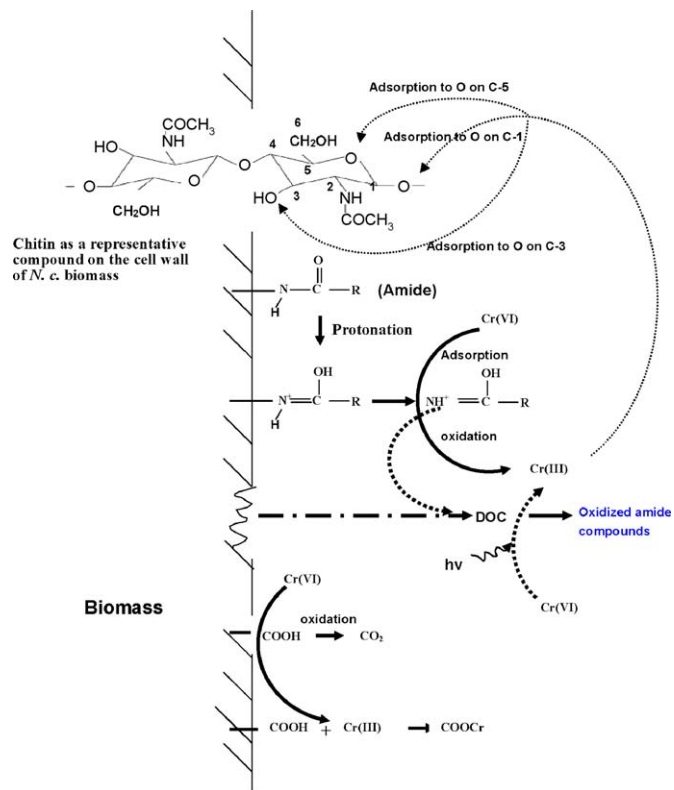 Adsorption to O on C-5
6
COCH3
CH2OH
Adsorption to O on C-1
NH
4
O
HO
O
5
O
O
O
HO
3
2
1
O
NH
CH2OH
COCH3
Chitin as a representative
compound on the cell wall
of N. c. biomass
Adsorption to O on C-3
O
N
C
R
(Amide)
H
Protonation
Cr(VI)
Adsorption
OH
OH
N+
C
R
NH+
C
R
H
oxidation
Cr(III)
DOC
Oxidized amide
compounds
hν
Cr(VI)
Biomass
Cr(VI)
oxidation
COOH
CO2
COOH + Cr(III)
COOCr